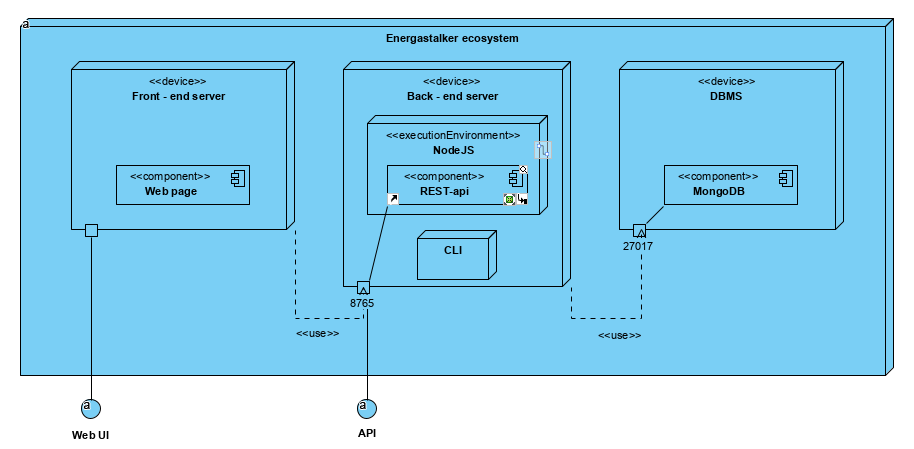 a
Energastalker ecosystem
<<device>>
Front - end server
<<component>>
Web page
<<device>>
Back - end server
<<executionEnvironment>>
NodeJS
<<component>>
REST-api
CLI
8765
<<device>>
DBMS
<<component>>
MongoDB
27017
<<use>>
<<use>>
a
Web UI
a
API